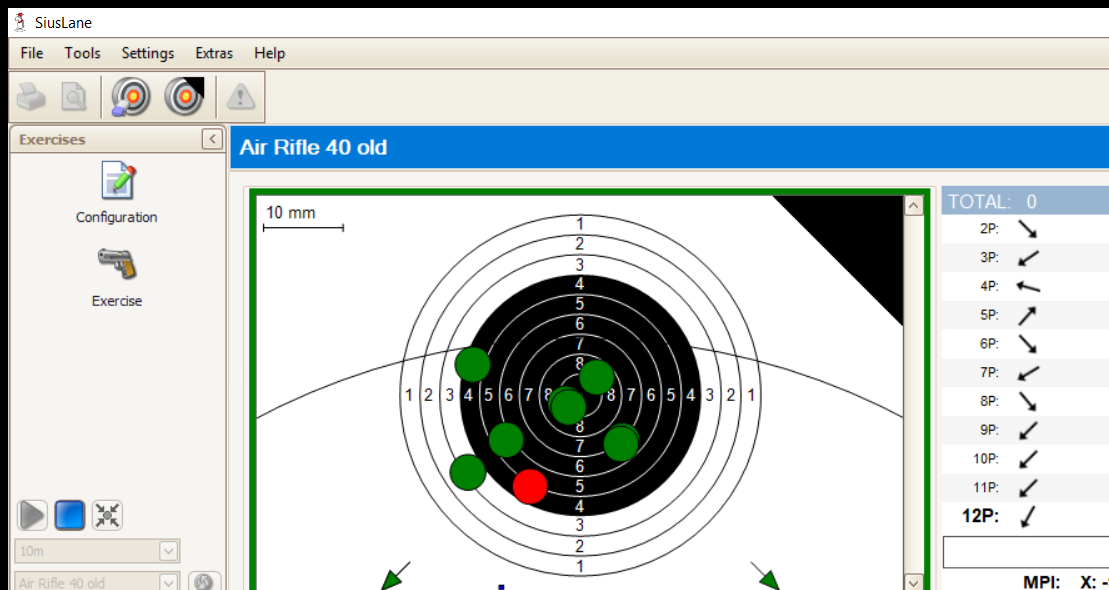 SiusLane
File Tools Settings Extras Help
Exercises
Air Rifle 40 old
Configuration
Exercise
10m
Air Rifle 40 old
10 mm
1
2
3
4
5
6
7
8
1 2 3 4 5 6 7 8 8 7 6 5 4 3 2 1
8
7
6
5
4
3
2
1
TOTAL: 0
2P:
3P:
4P:
5P:
6P:
7P:
8P:
9P:
10P:
11P:
12P:
MPI: X: -